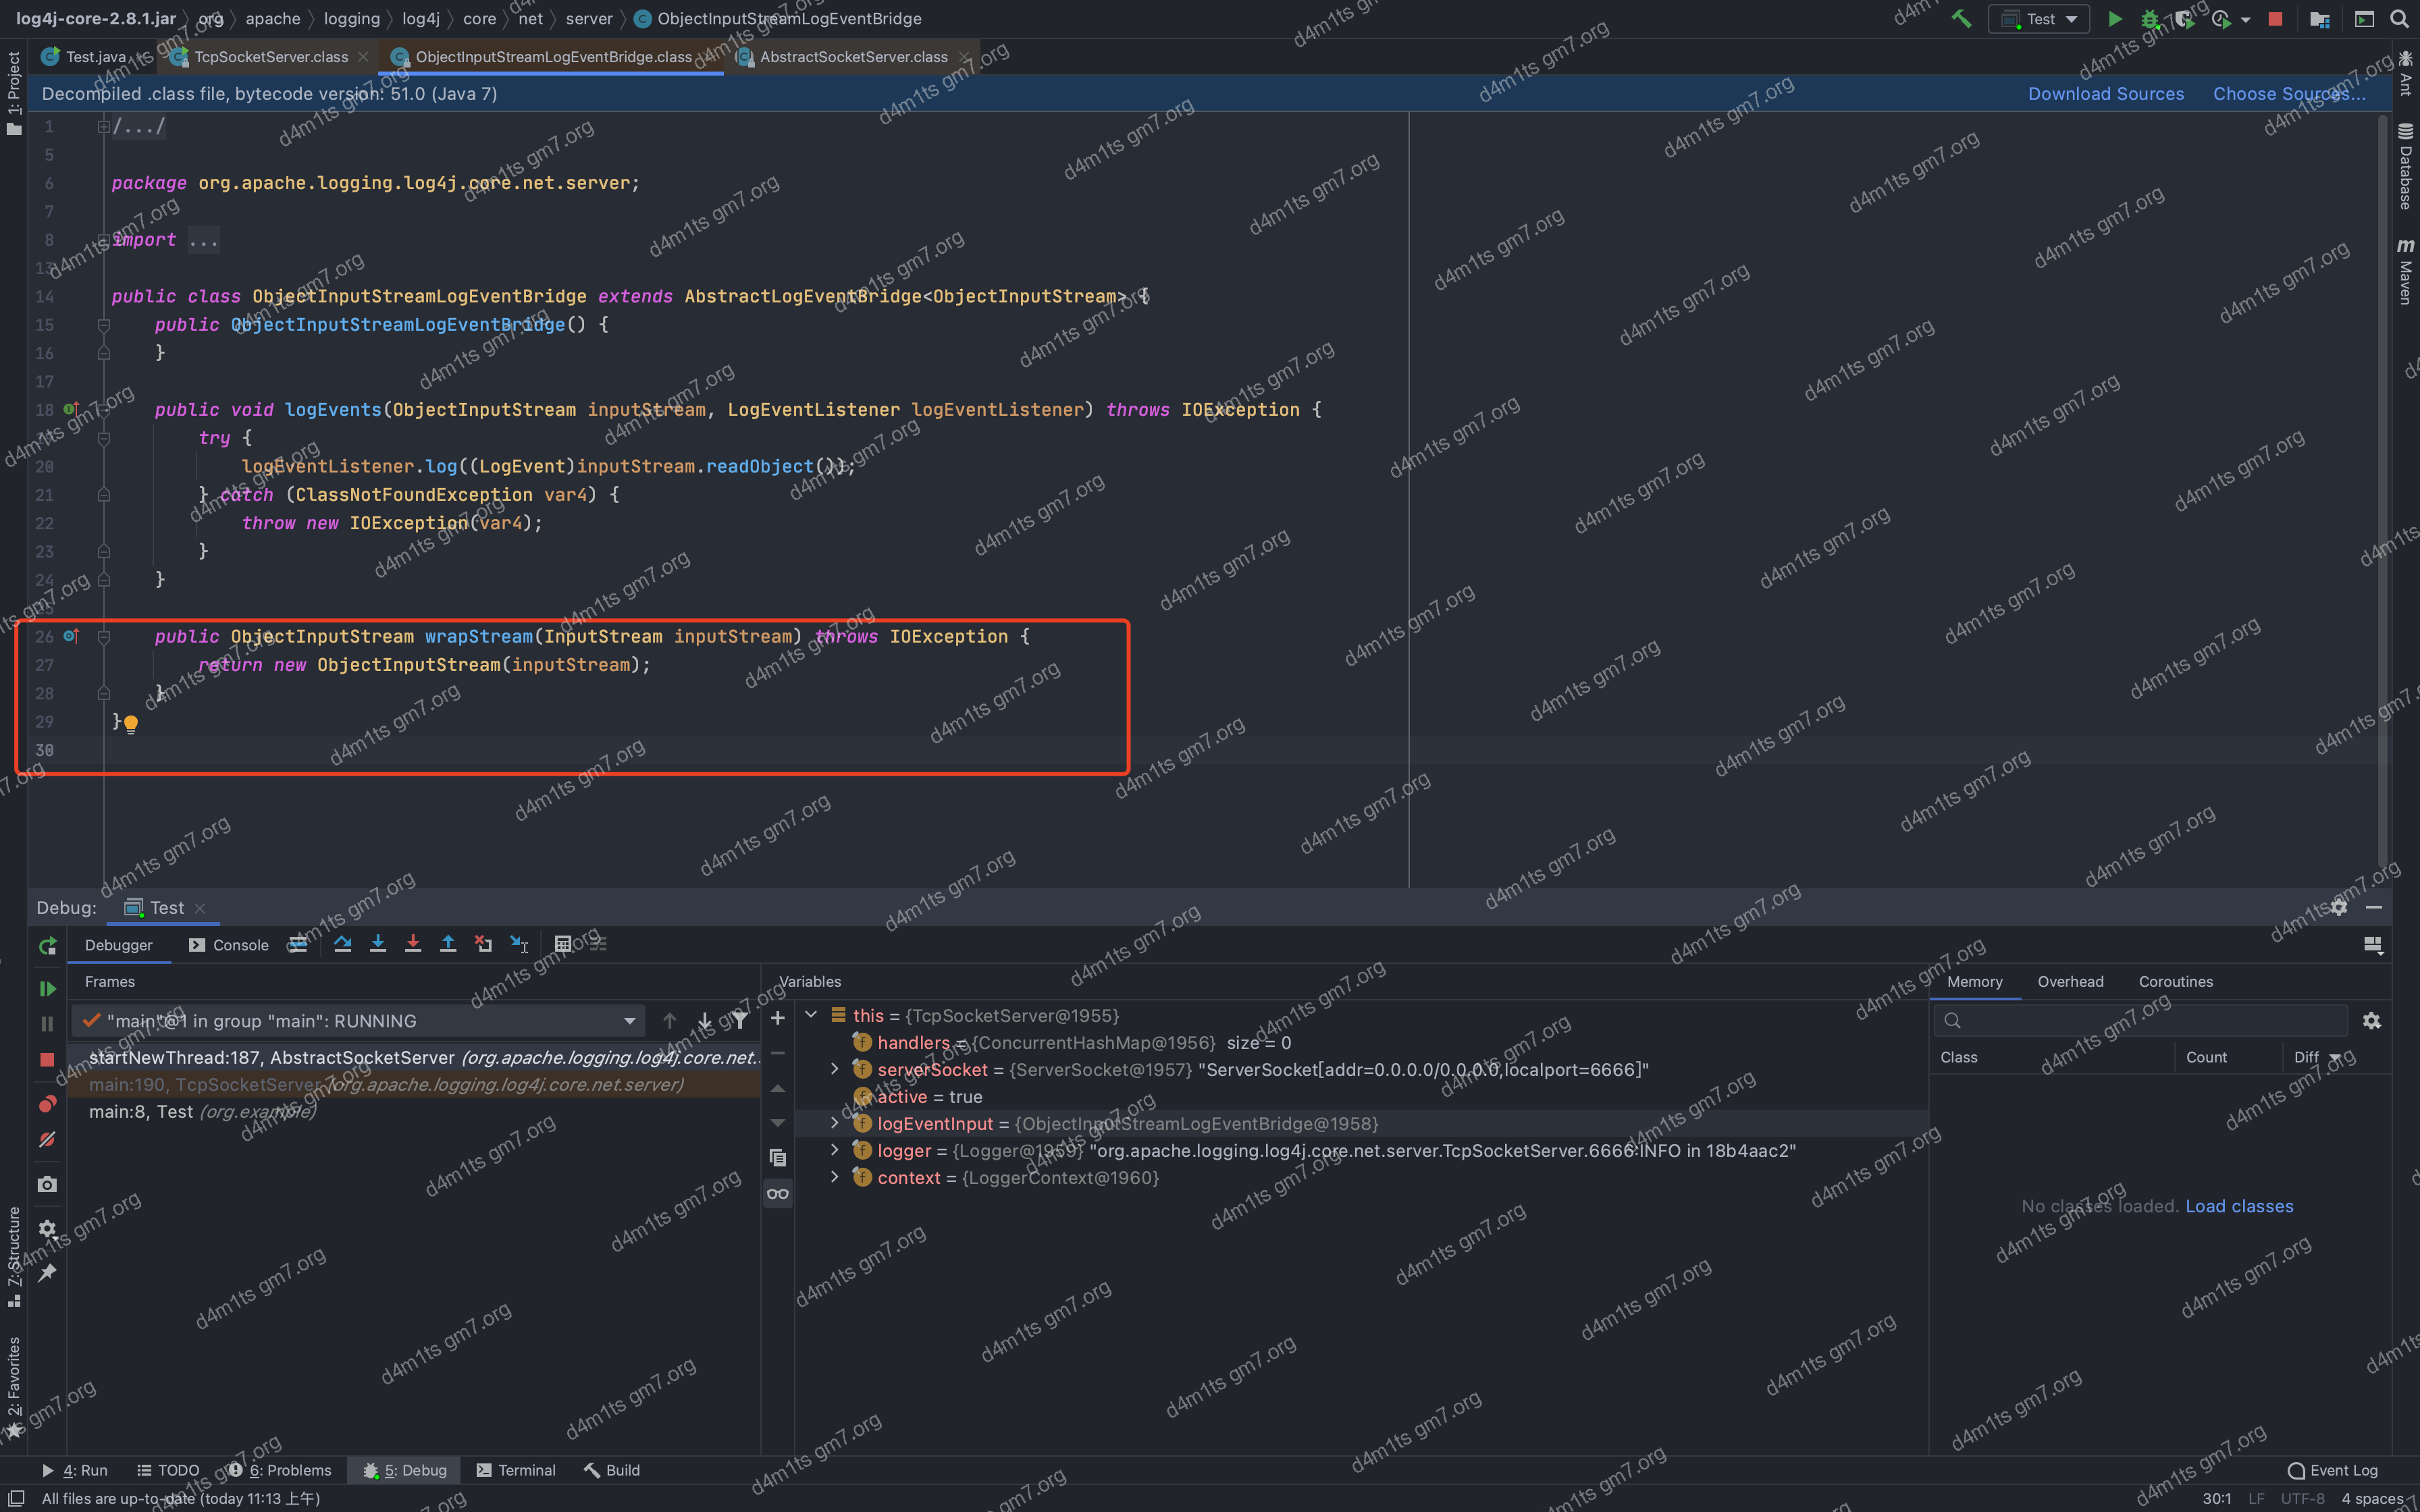 log4j-core-2.8.1.jar › org › apache › logging › log4j › core › net › server › ObjectInputStreamLogEventBridge
Test
Test.java TcpSocketServer.class ObjectInputStreamLogEventBridge.class AbstractSocketServer.class
Decompiled .class file, bytecode version: 51.0 (Java 7) Download Sources Choose Sources...
1 /.../
5
6 package org.apache.logging.log4j.core.net.server;
7
8 import ...
13
14 public class ObjectInputStreamLogEventBridge extends AbstractLogEventBridge<ObjectInputStream> {
15 public ObjectInputStreamLogEventBridge() {
16 }
17
18 public void logEvents(ObjectInputStream inputStream, LogEventListener logEventListener) throws IOException {
try {
20 logEventListener.log((LogEvent)inputStream.readObject());
21 } catch (ClassNotFoundException var4) {
22 throw new IOException(var4);
23 }
24 }
26 public ObjectInputStream wrapStream(InputStream inputStream) throws IOException {
27 return new ObjectInputStream(inputStream);
28 }
29 }
30
1: Project
7: Structure
2: Favorites
Ant
Database
Maven
Debug: Test
Debugger Console
Frames
"main"@1 in group "main": RUNNING
startNewThread:187, AbstractSocketServer (org.apache.logging.log4j.core.net..
main:190, TcpSocketServer (org.apache.logging.log4j.core.net.server)
main:8, Test (org.example)
Variables
this = {TcpSocketServer@1955}
handlers = {ConcurrentHashMap@1956} size = 0
serverSocket = {ServerSocket@1957} "ServerSocket[addr=0.0.0.0/0.0.0.0,localport=6666]"
active = true
logEventInput = {ObjectInputStreamLogEventBridge@1958}
logger = {Logger@1959} "org.apache.logging.log4j.core.net.server.TcpSocketServer.6666:INFO in 18b4aac2"
context = {LoggerContext@1960}
Memory Overhead Coroutines
Class Count Diff
No classes loaded. Load classes
4: Run TODO 6: Problems 5: Debug Terminal Build Event Log
All files are up-to-date (today 11:13 上午) 30:1 LF UTF-8 4 spaces
d4m1ts gm7.org